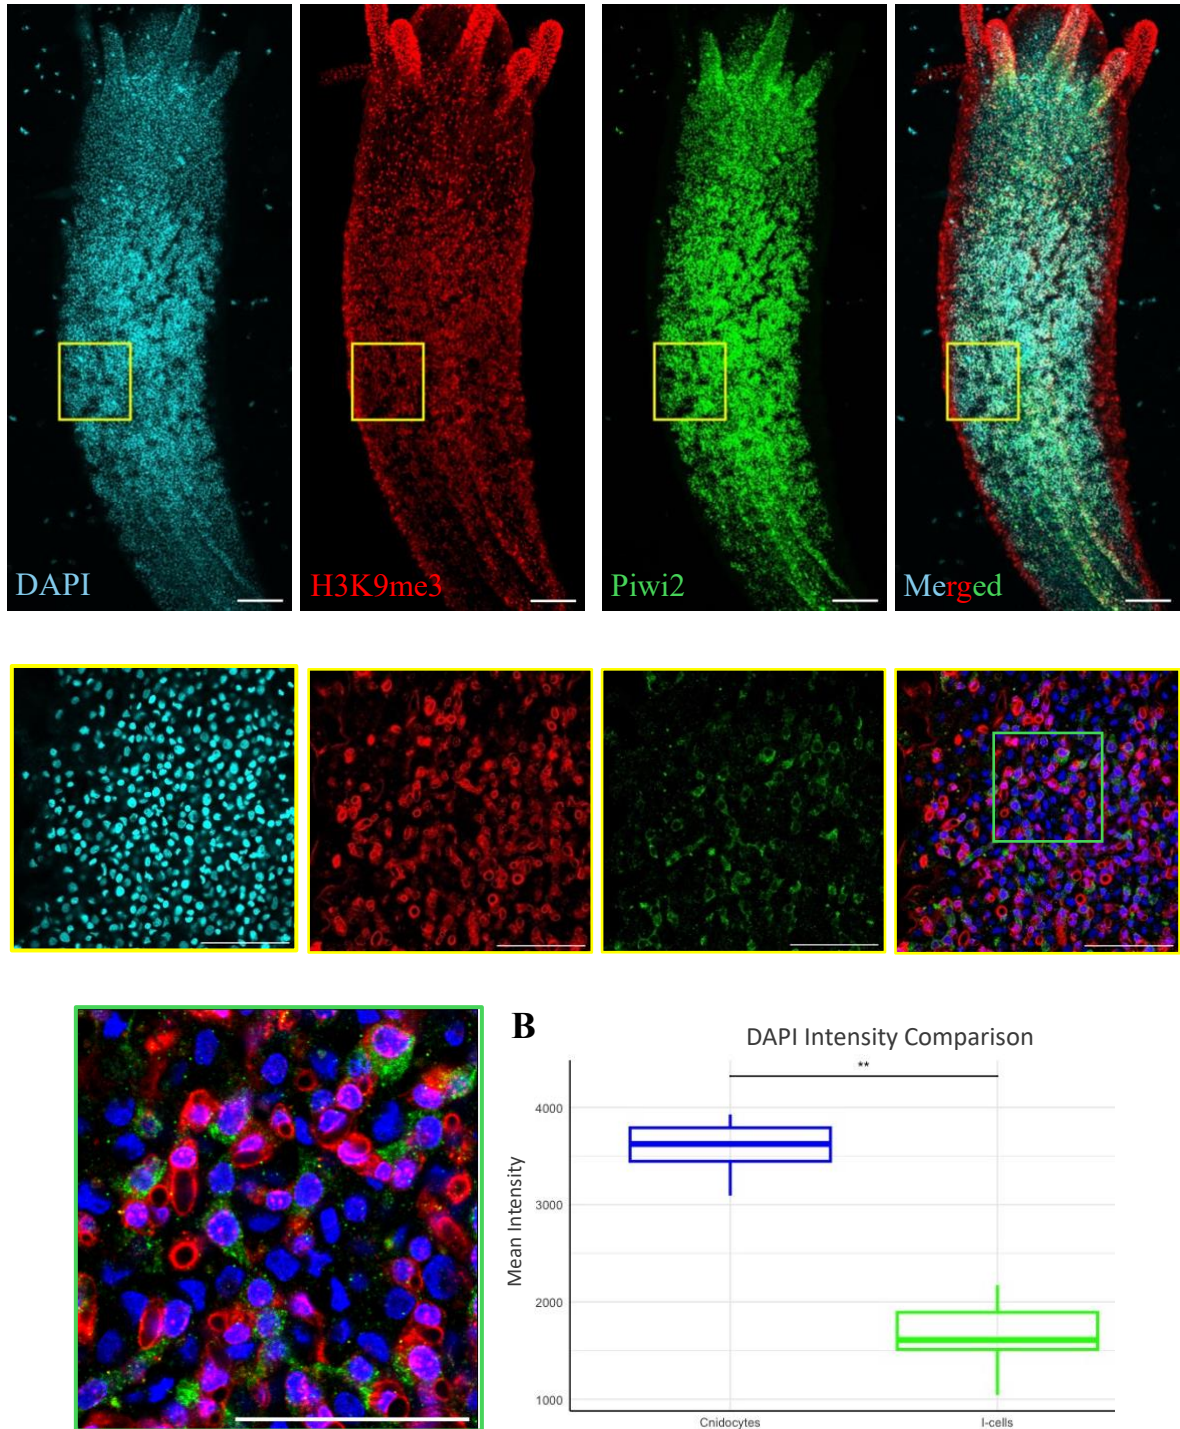 DAPI
H3K9me3
Piwi2
Merged
B
DAPI Intensity Comparison
**
4000
3000
2000
1000
Mean Intensity
Cnidocytes
I-cells